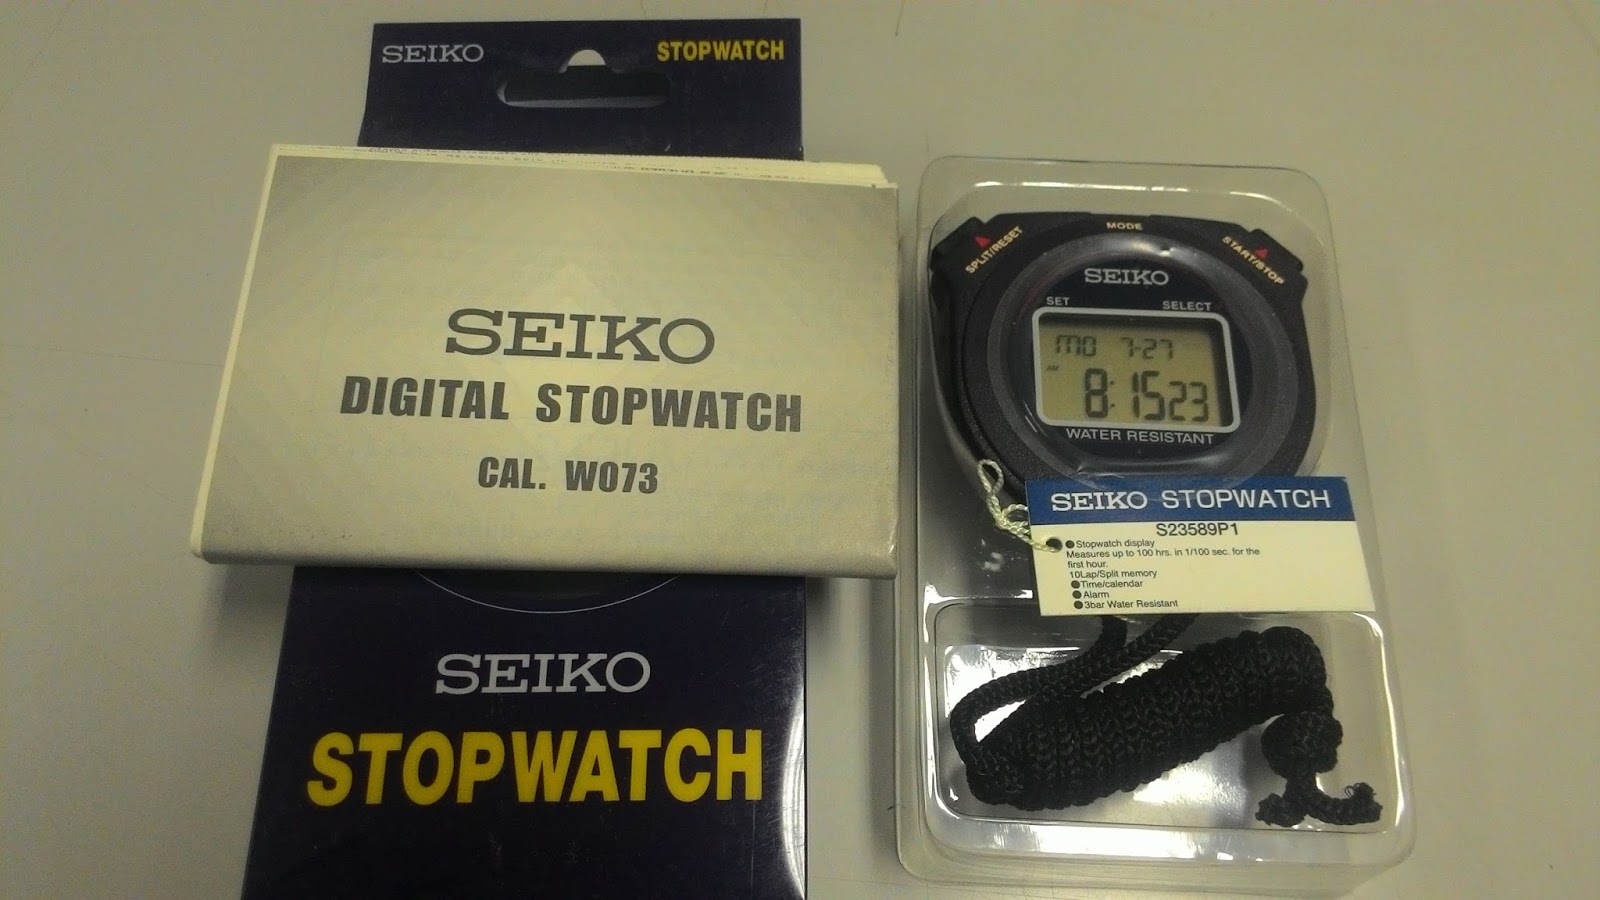 SEIKO STOPWATCH
SEIKO
DIGITAL STOPWATCH
CAL. W073
SEIKO
STOPWATCH
SPLIT/RESET
MODE
START/STOP
SEIKO
SET SELECT
MO 7-27
AM
8:15 23
WATER RESISTANT
SEIKO STOPWATCH
S23589P1
●Stopwatch display
Measures up to 100 hrs. in 1/100 sec. for the
first hour.
10Lap/Split memory
●Time/calendar
●Alarm
●3bar Water Resistant